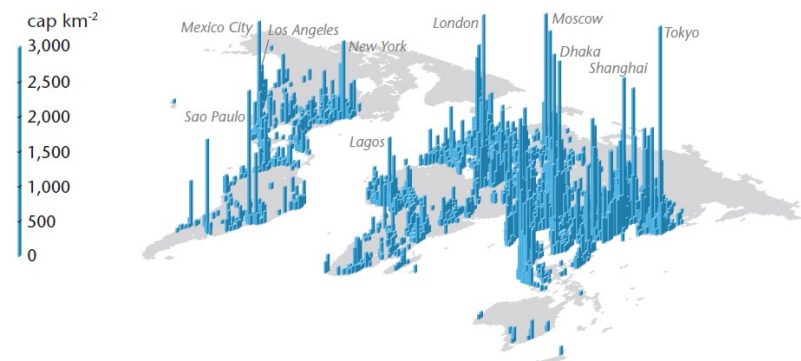 cap km⁻²
3,000
2,500
2,000
1,500
1,000
500
0
Mexico City
Los Angeles
New York
Sao Paulo
Lagos
London
Moscow
Dhaka
Shanghai
Tokyo